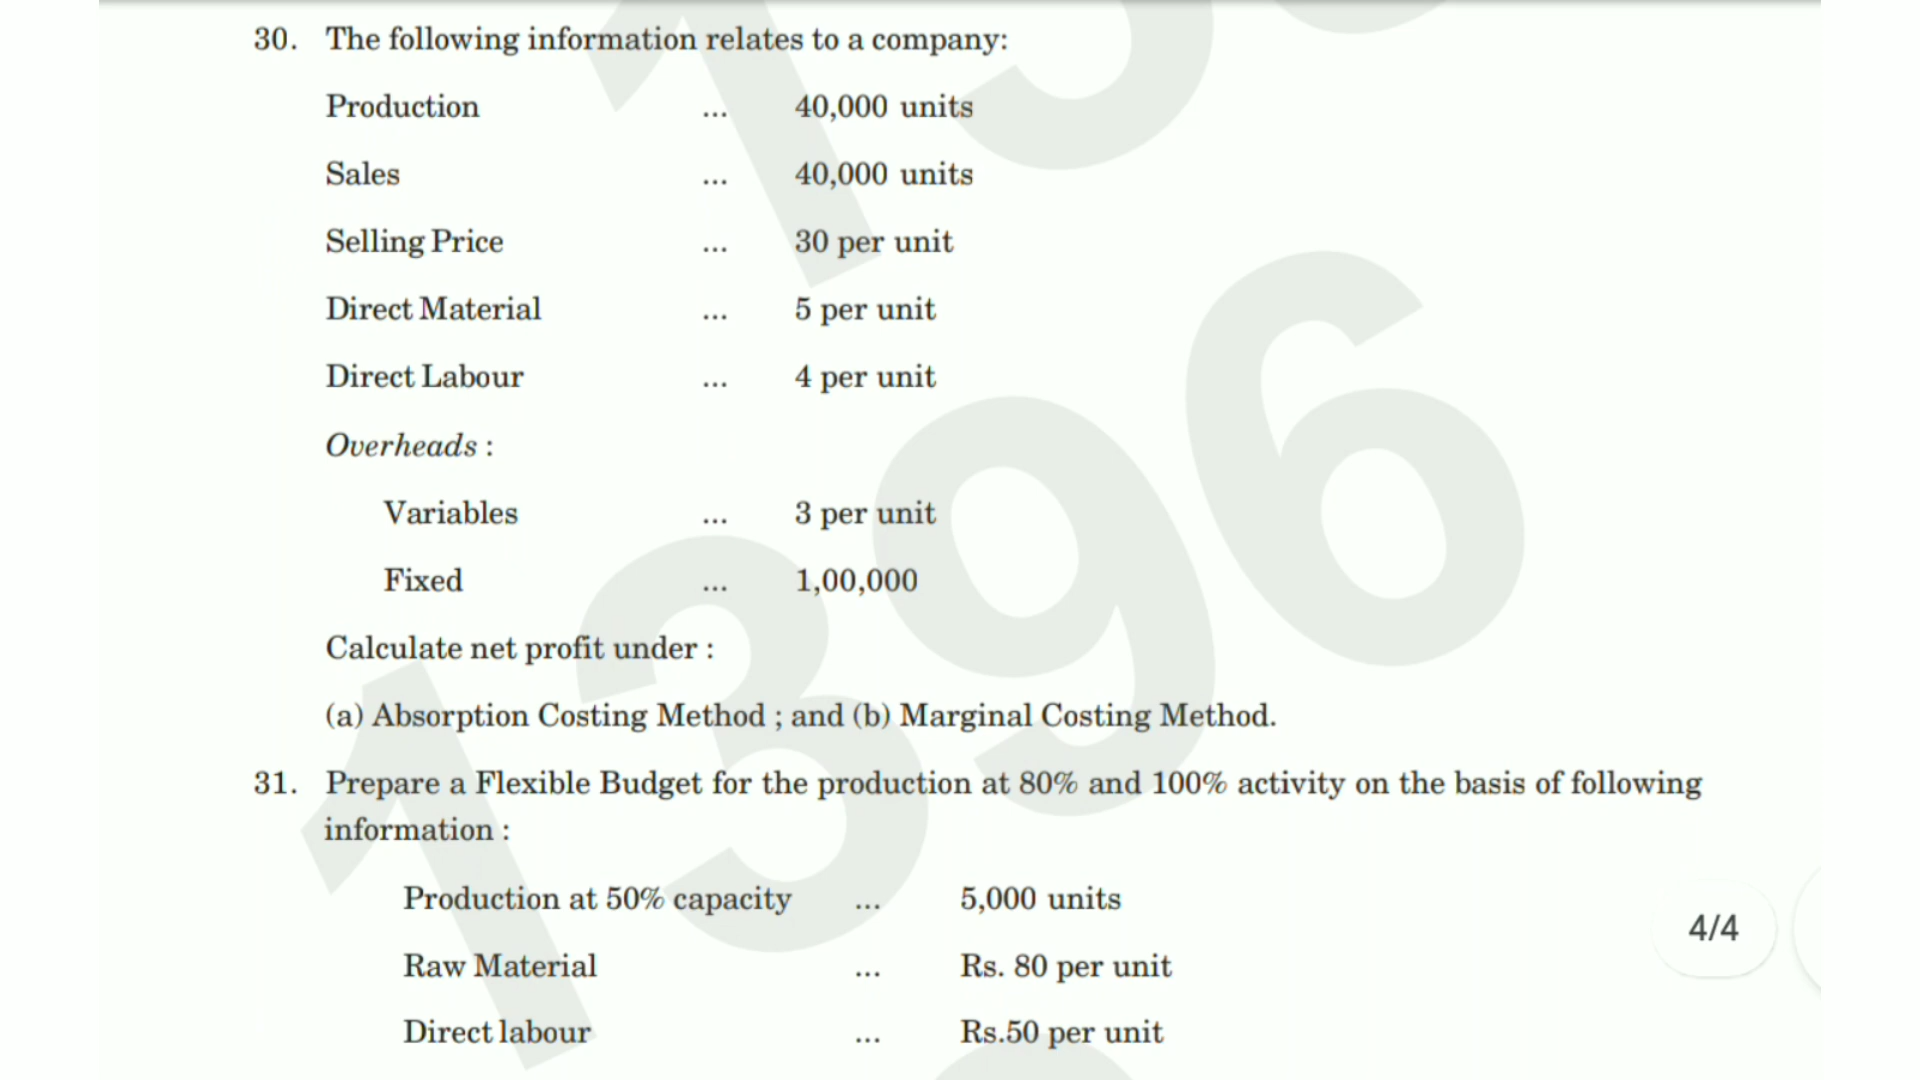 30. The following information relates to a company:
Production ... 40,000 units
Sales ... 40,000 units
Selling Price ... 30 per unit
Direct Material ... 5 per unit
Direct Labour ... 4 per unit
Overheads :
Variables ... 3 per unit
Fixed ... 1,00,000
Calculate net profit under :
(a) Absorption Costing Method ; and (b) Marginal Costing Method.
31. Prepare a Flexible Budget for the production at 80% and 100% activity on the basis of following
information :
Production at 50% capacity ... 5,000 units
4/4
Raw Material ... Rs. 80 per unit
Direct labour ... Rs.50 per unit
1396